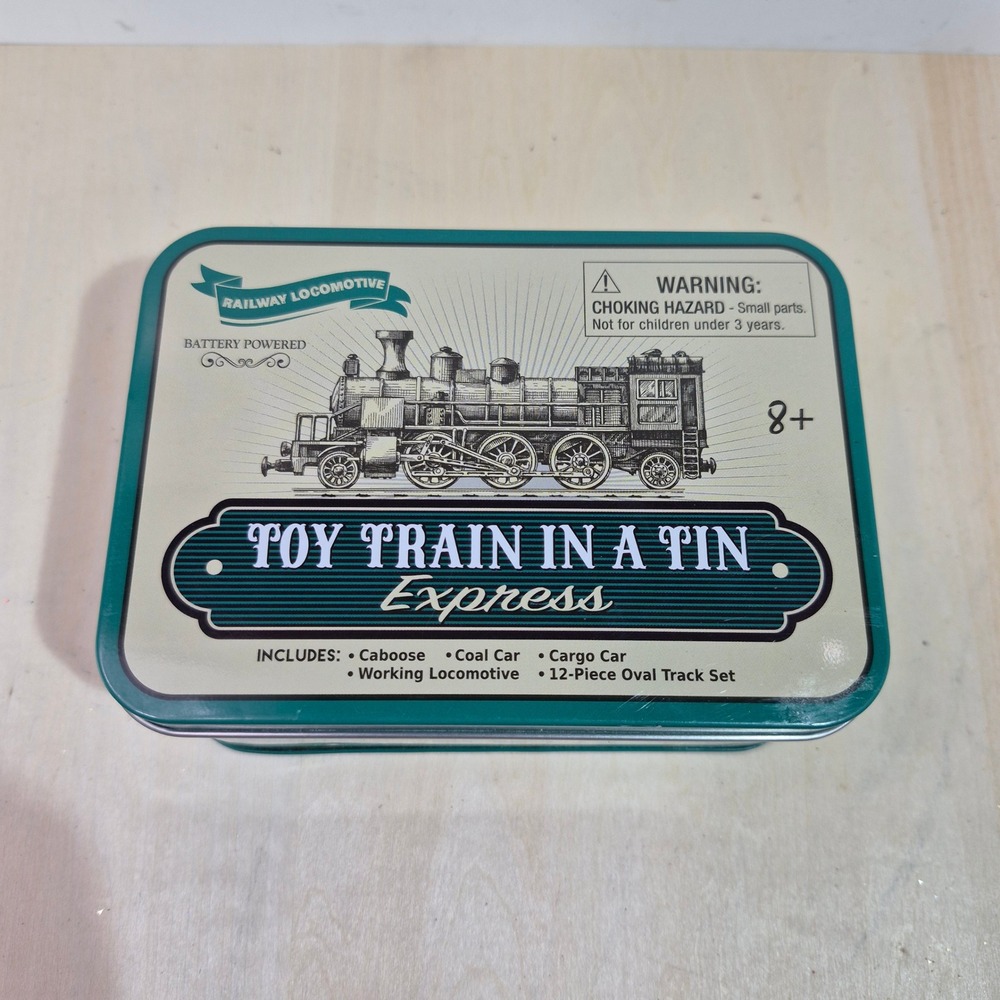 RAILWAY LOCOMOTIVE
BATTERY POWERED
WARNING:
CHOKING HAZARD - Small parts.
Not for children under 3 years.
8+
TOY TRAIN IN A TIN
Express
INCLUDES: • Caboose • Coal Car • Cargo Car
• Working Locomotive • 12-Piece Oval Track Set